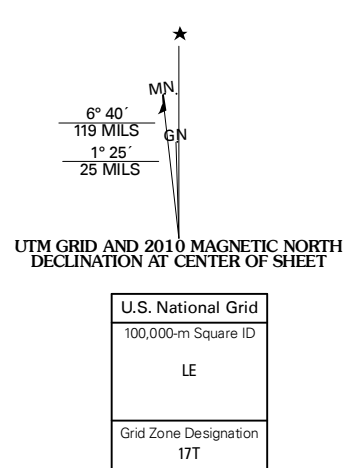 ★
MN
6° 40´
119 MILS
GN
1° 25´
25 MILS
UTM GRID AND 2010 MAGNETIC NORTH
DECLINATION AT CENTER OF SHEET
U.S. National Grid
100,000-m Square ID
LE
Grid Zone Designation
17T